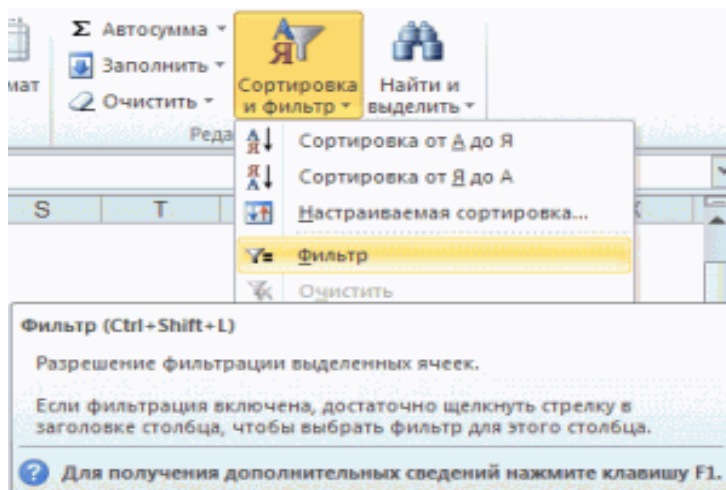 Σ Автосумма
Заполнить
Очистить
мат
Сортировка
и фильтр
Найти и
выделить
Реда
Сортировка от А до Я
Сортировка от Я до А
Настраиваемая сортировка...
Фильтр
Очистить
S T
Фильтр (Ctrl+Shift+L)
Разрешение фильтрации выделенных ячеек.
Если фильтрация включена, достаточно щелкнуть стрелку в
заголовке столбца, чтобы выбрать фильтр для этого столбца.
Для получения дополнительных сведений нажмите клавишу F1.